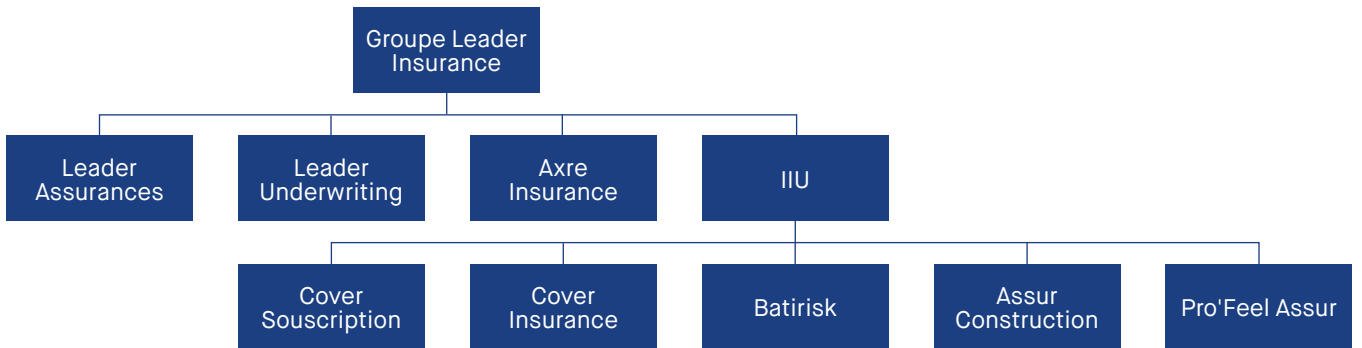 Groupe Leader
Insurance
Leader
Assurances
Leader
Underwriting
Axre
Insurance
IIU
Cover
Souscription
Cover
Insurance
Batirisk
Assur
Construction
Pro'Feel Assur